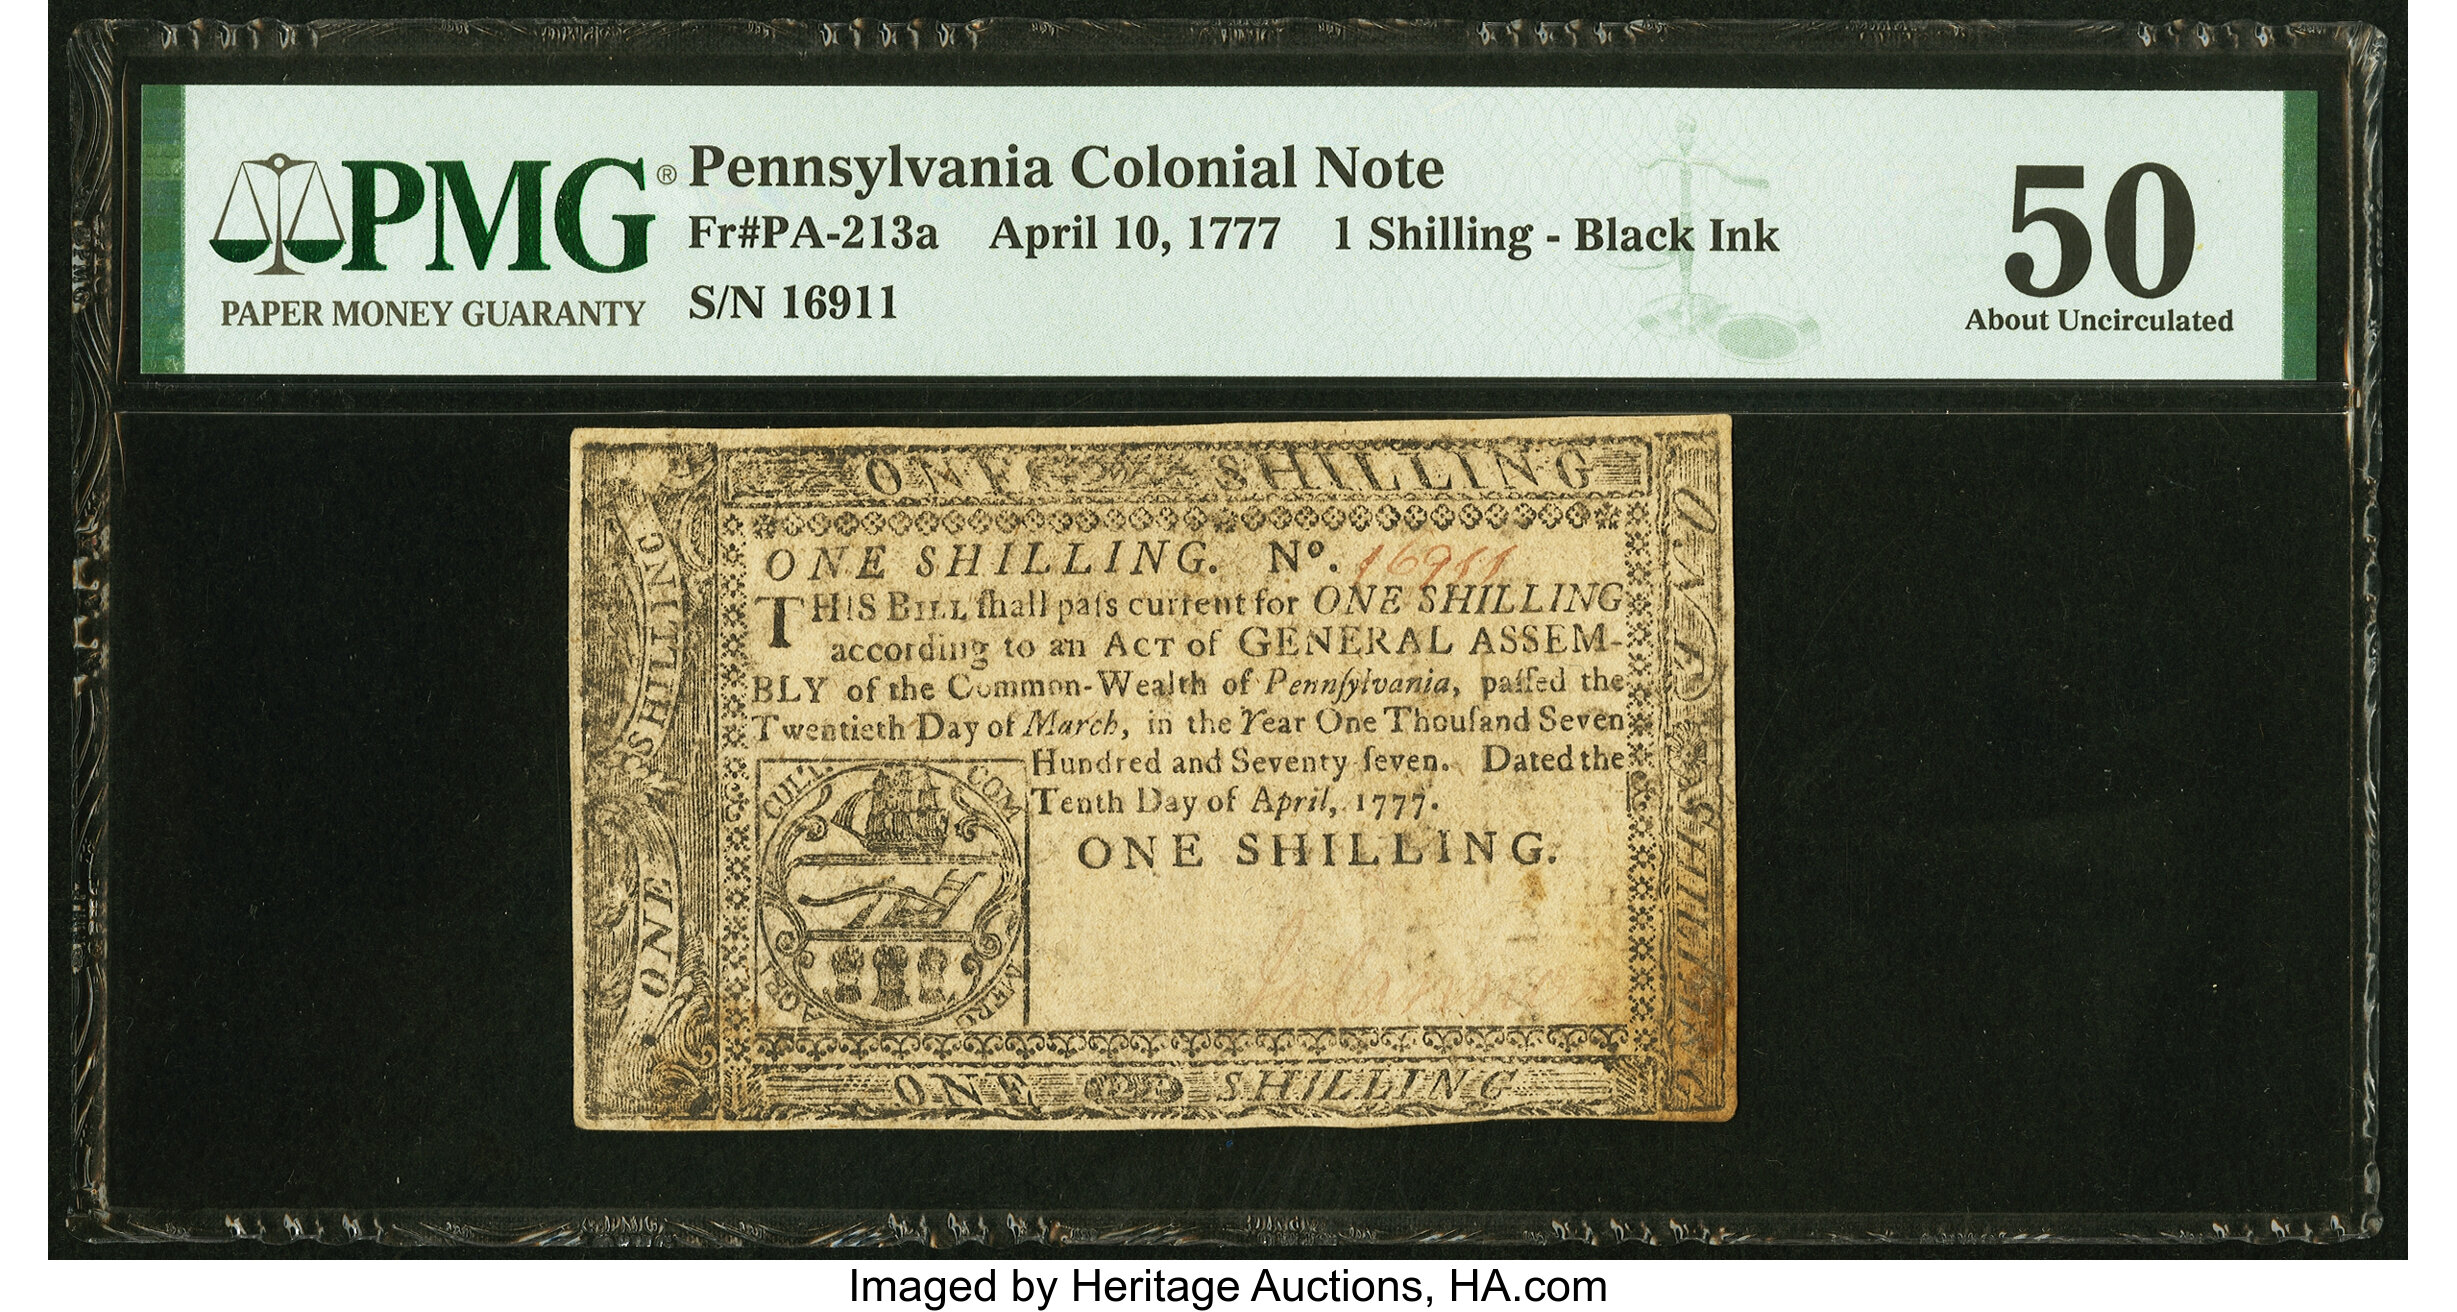 PMG®
PAPER MONEY GUARANTY
Pennsylvania Colonial Note
Fr#PA-213a April 10, 1777 1 Shilling - Black Ink
S/N 16911
50
About Uncirculated
ONE SHILLING
ONE SHILLING. Nº. 16911
THIS BILL ſhall paſs current for ONE SHILLING
according to an ACT of GENERAL ASSEM-
BLY of the Common-Wealth of Pennſylvania, paſſed the
Twentieth Day of March, in the Year One Thouſand Seven
Hundred and Seventy ſeven. Dated the
Tenth Day of April, 1777.
ONE SHILLING.
AGRI CUL'T. COM MERC
ONE SHILLING
ONE SHILLING
ONE SHILLING
Imaged by Heritage Auctions, HA.com